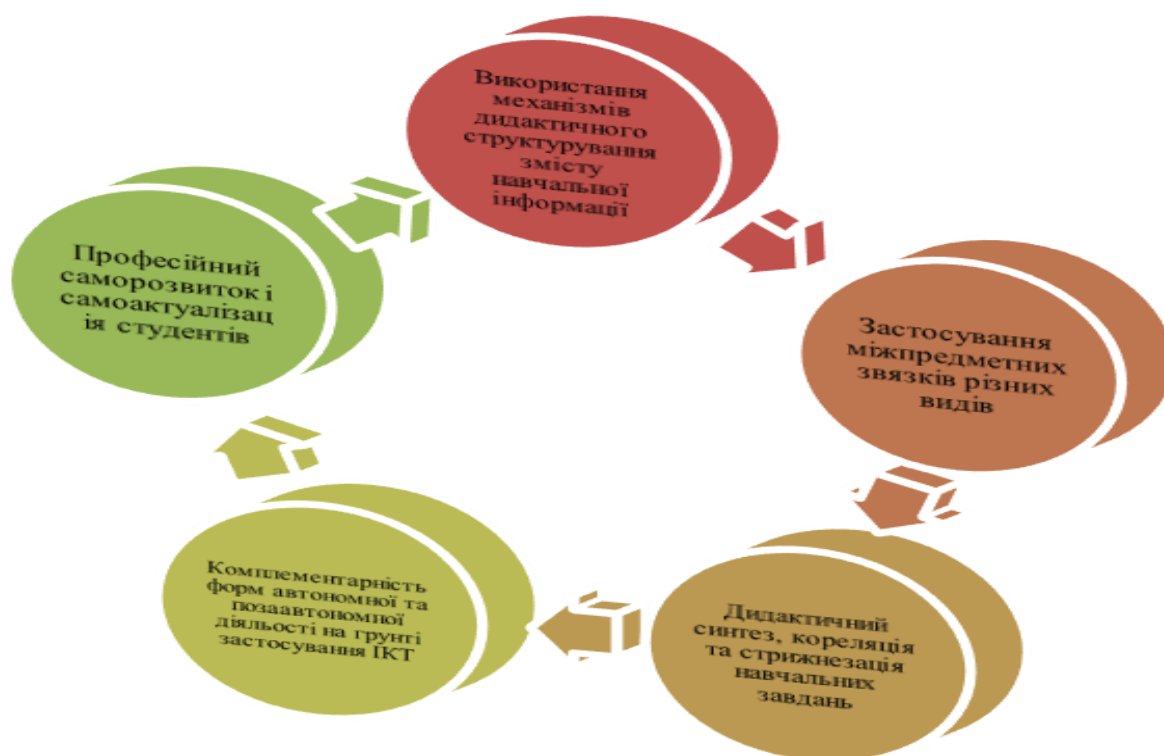 Використання
механізмів
дидактичного
структурування
змісту
навчальної
інформації
Застосування
міжпредметних
звязків різних
видів
Дидактичний
синтез, кореляція
та стрижнезація
навчальних
завдань
Комплементарність
форм автономної та
позаавтономної
діяльості на грунті
застосування ІКТ
Професійний
саморозвиток і
самоактуалізац
ія студентів